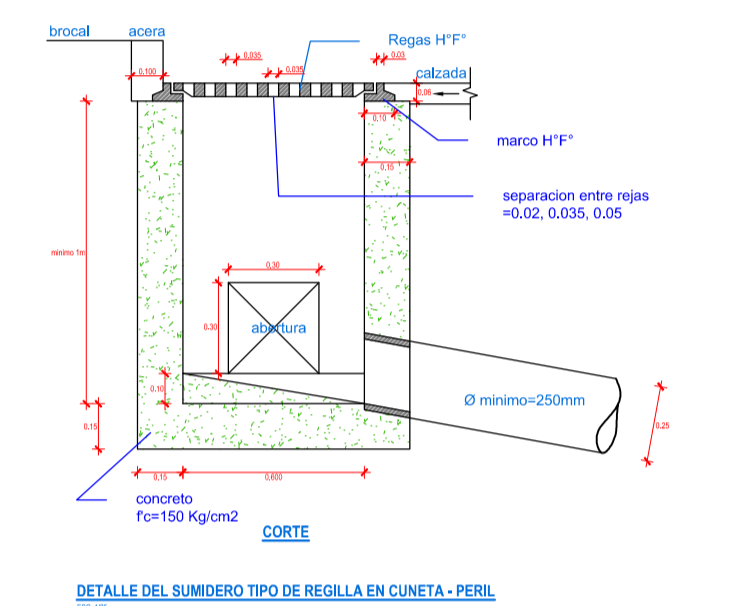 brocal
acera
Regas H°F°
0.035
0.03
0.035
calzada
0.100
0.06
0.10
marco H°F°
0.15
separacion entre rejas
=0.02, 0.035, 0.05
minimo 1m
0.30
0.30
abertura
0.10
Ø minimo=250mm
0.15
0.25
0,15
0,600
concreto
f'c=150 Kg/cm2
CORTE
DETALLE DEL SUMIDERO TIPO DE REGILLA EN CUNETA - PERIL